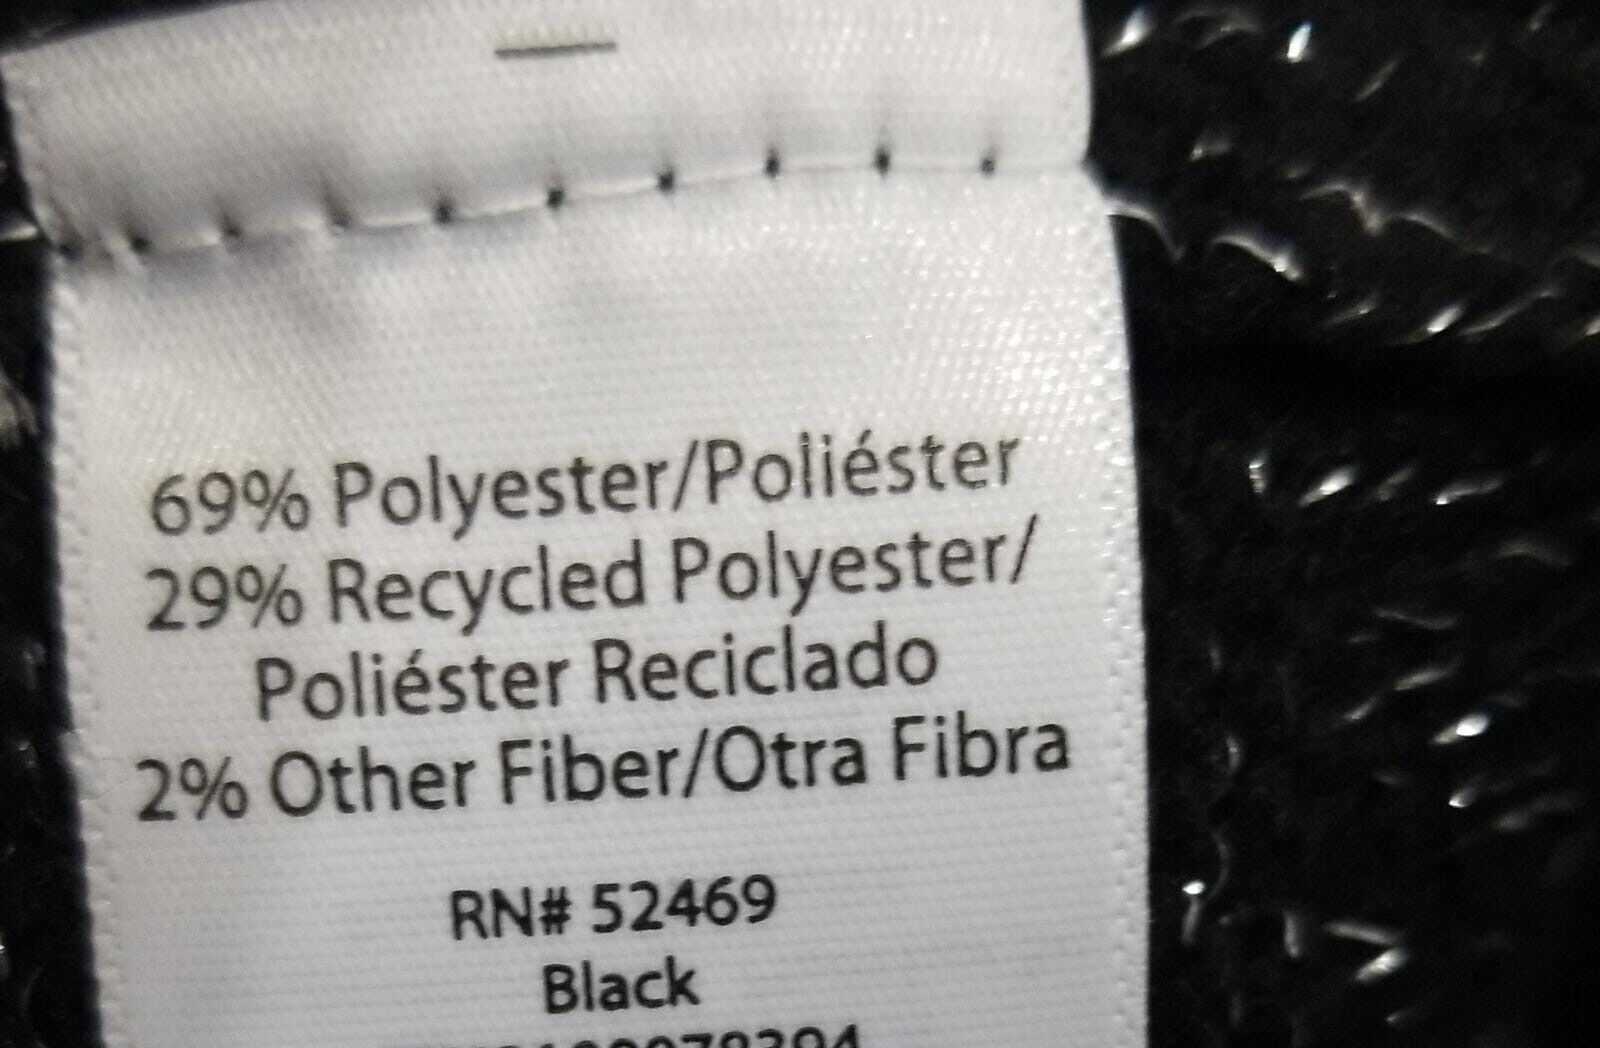 69% Polyester/Poliéster
29% Recycled Polyester/
Poliéster Reciclado
2% Other Fiber/Otra Fibra
RN# 52469
Black